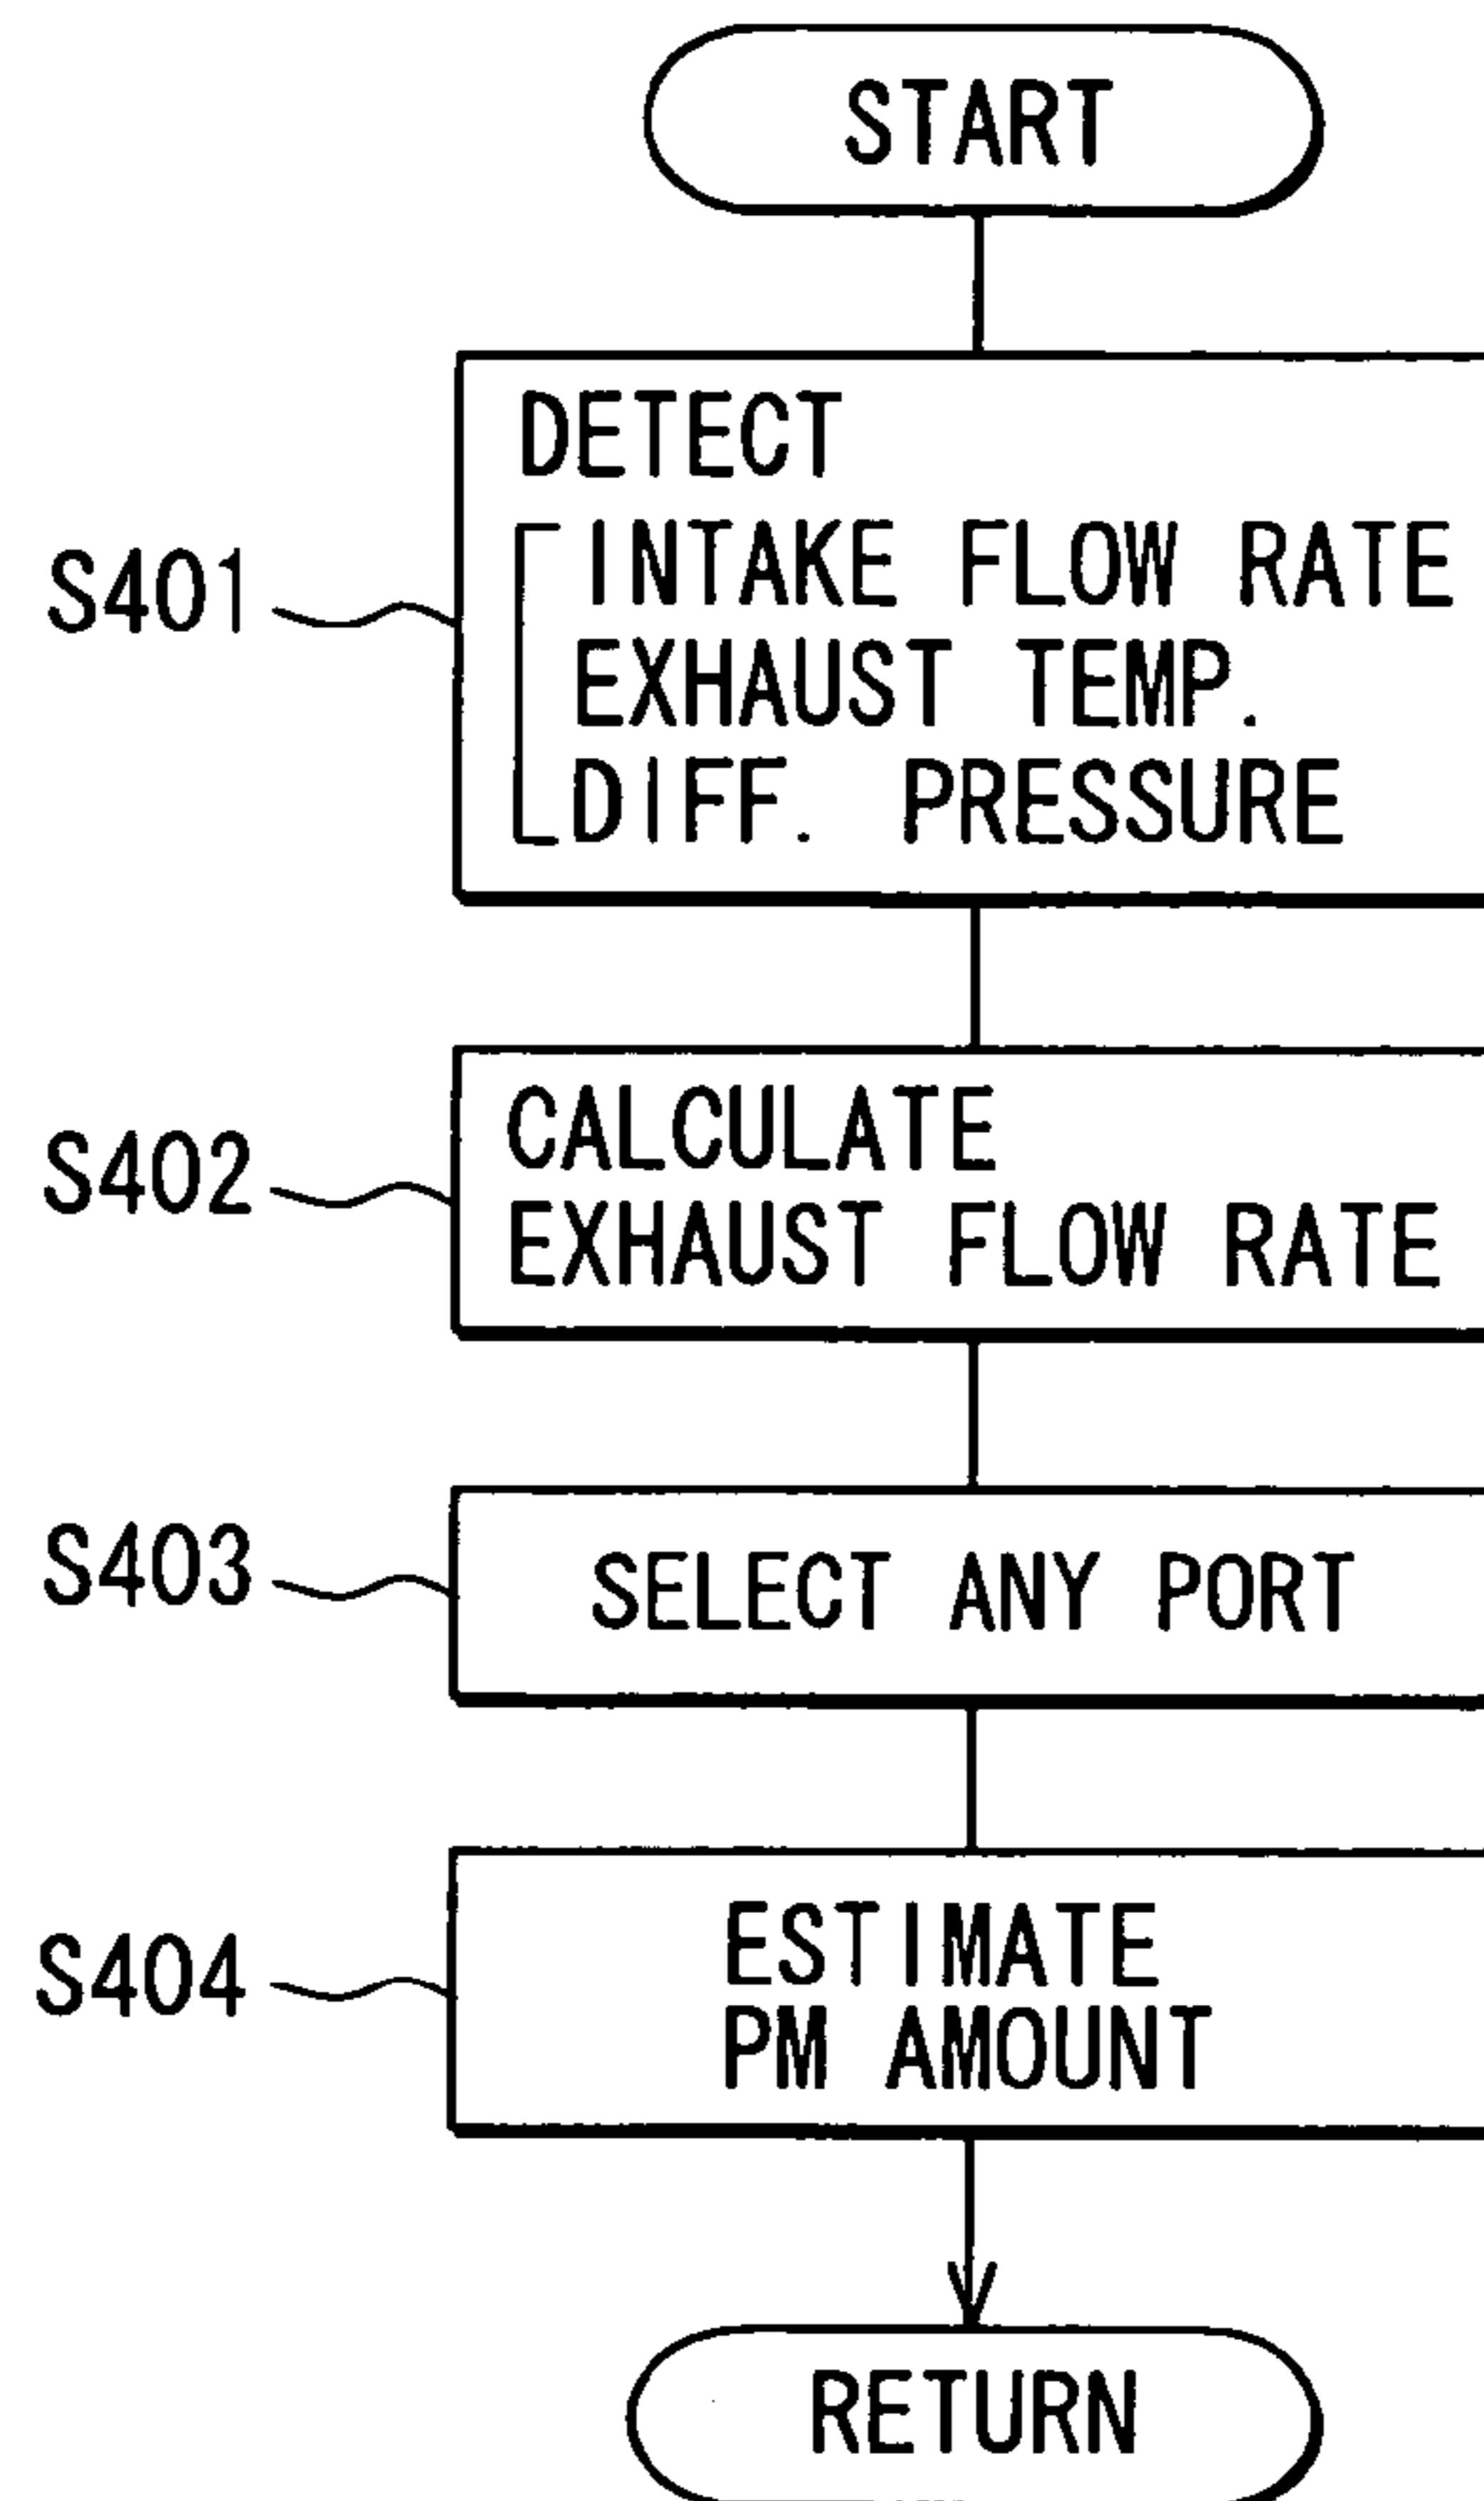 START
DETECT
INTAKE FLOW RATE
S401
EXHAUST TEMP.
DIFF. PRESSURE
CALCULATE
S402
EXHAUST FLOW RATE
S403
SELECT ANY PORT
ESTIMATE
S404
PM AMOUNT
RETURN